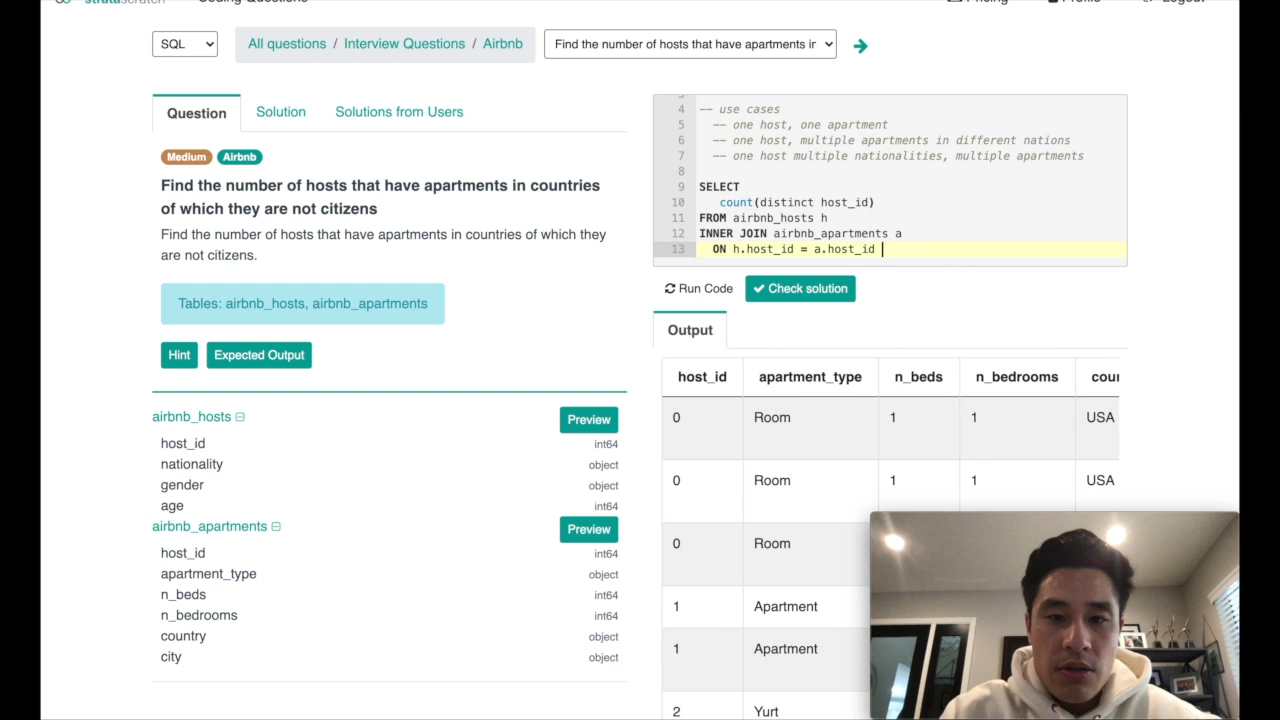 stratascratch
Coding Questions
Pricing
Profile
Logout
SQL
All questions / Interview Questions / Airbnb
Find the number of hosts that have apartments ir
Question
Solution
Solutions from Users
Medium
Airbnb
Find the number of hosts that have apartments in countries
of which they are not citizens
Find the number of hosts that have apartments in countries of which they
are not citizens.
Tables: airbnb_hosts, airbnb_apartments
Hint
Expected Output
airbnb_hosts
Preview
host_id int64
nationality object
gender object
age int64
airbnb_apartments
Preview
host_id int64
apartment_type object
n_beds int64
n_bedrooms int64
country object
city object
4 -- use cases
5 -- one host, one apartment
6 -- one host, multiple apartments in different nations
7 -- one host multiple nationalities, multiple apartments
8
9 SELECT
10 count(distinct host_id)
11 FROM airbnb_hosts h
12 INNER JOIN airbnb_apartments a
13 ON h.host_id = a.host_id
Run Code
Check solution
Output
host_id apartment_type n_beds n_bedrooms cour
0 Room 1 1 USA
0 Room 1 1 USA
0 Room
1 Apartment
1 Apartment
2 Yurt